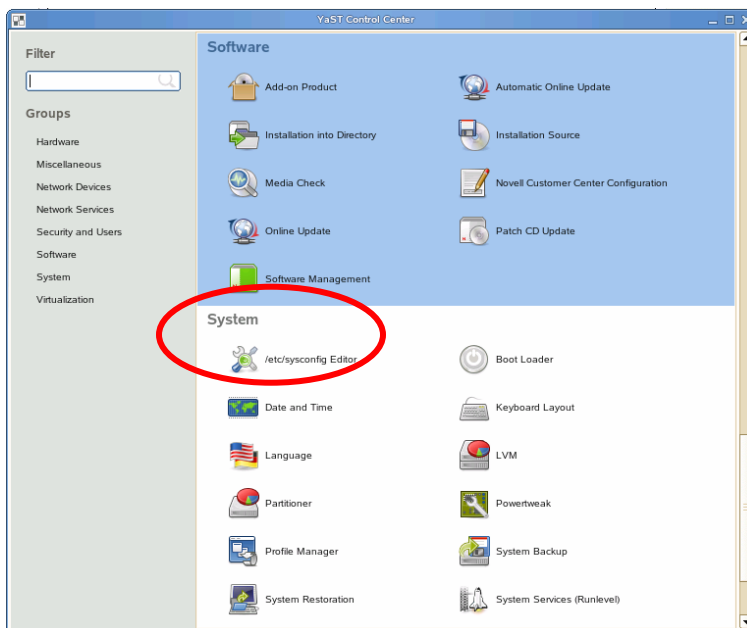 YaST Control Center
Filter
Groups
Hardware
Miscellaneous
Network Devices
Network Services
Security and Users
Software
System
Virtualization
Software
Add-on Product
Automatic Online Update
Installation into Directory
Installation Source
Media Check
Novell Customer Center Configuration
Online Update
Patch CD Update
Software Management
System
/etc/sysconfig Editor
Boot Loader
Date and Time
Keyboard Layout
Language
LVM
Partitioner
Powertweak
Profile Manager
System Backup
System Restoration
System Services (Runlevel)